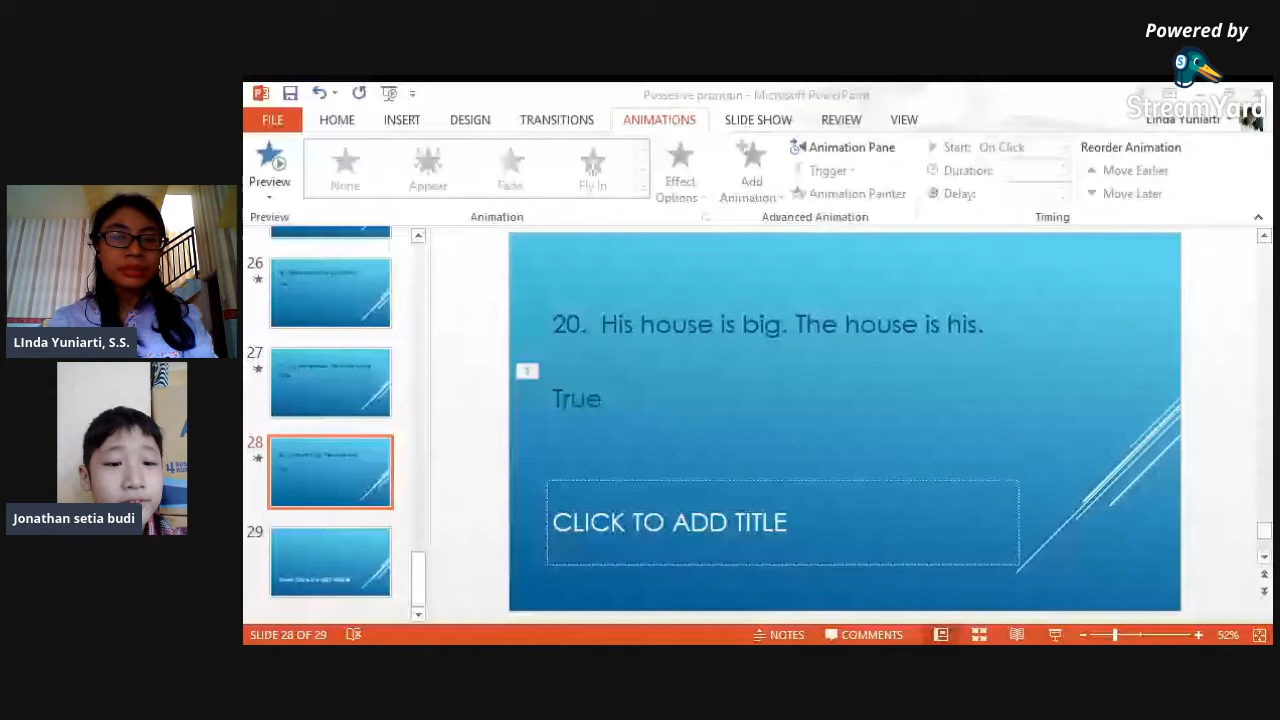 Powered by
StreamYard
Possesive pronoun - Microsoft PowerPoint
Linda Yuniarti
FILE
HOME
INSERT
DESIGN
TRANSITIONS
ANIMATIONS
SLIDE SHOW
REVIEW
VIEW
Preview
None
Appear
Fade
Fly In
Effect
Options
Add
Animation
Animation Pane
Trigger
Animation Painter
Start: On Click
Duration:
Delay:
Reorder Animation
Move Earlier
Move Later
Preview
Animation
Advanced Animation
Timing
LInda Yuniarti, S.S.
Jonathan setia budi
26
27
28
29
20. His house is big. The house is his.
1
True
CLICK TO ADD TITLE
SLIDE 28 OF 29
NOTES
COMMENTS
52%